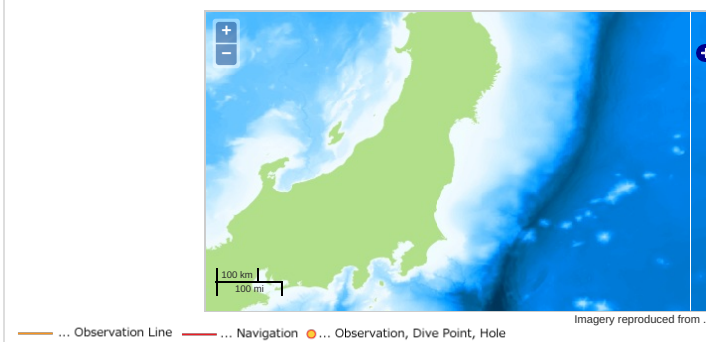 +
−
100 km
100 mi
Imagery reproduced from .
... Observation Line ... Navigation ... Observation, Dive Point, Hole